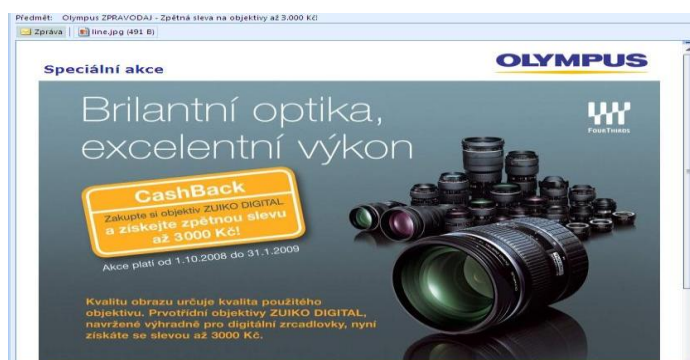 Předmět: Olympus ZPRAVODAJ - Zpětná sleva na objektivy až 3.000 Kč!
Zpráva line.jpg (491 B)
Speciální akce
OLYMPUS
Brilantní optika,
excelentní výkon
FourThirds
CashBack
Zakupte si objektiv ZUIKO DIGITAL
a získejte zpětnou slevu
až 3000 Kč!
Akce platí od 1.10.2008 do 31.1.2009
Kvalitu obrazu určuje kvalita použitého
objektivu. Prvotřídní objektivy ZUIKO DIGITAL,
navržené výhradně pro digitální zrcadlovky, nyní
získáte se slevou až 3000 Kč.